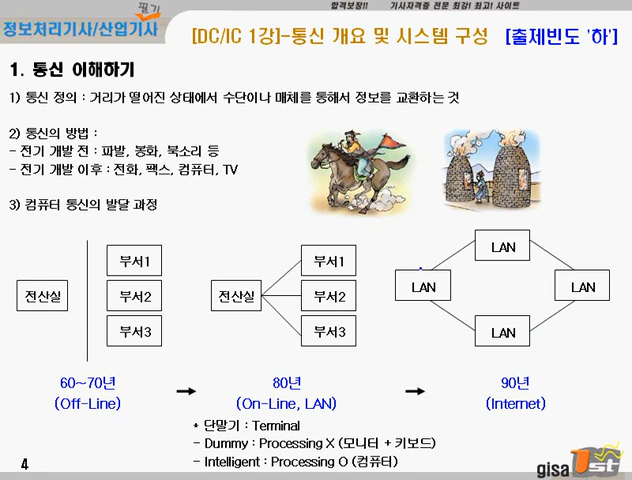 필기
합격보장!! 기사자격증 전문 최강! 최고! 사이트
정보처리기사/산업기사
[DC/IC 1강]-통신 개요 및 시스템 구성 [출제빈도 '하']
1. 통신 이해하기
1) 통신 정의 : 거리가 떨어진 상태에서 수단이나 매체를 통해서 정보를 교환하는 것
2) 통신의 방법 :
- 전기 개발 전 : 파발, 봉화, 북소리 등
- 전기 개발 이후 : 전화, 팩스, 컴퓨터, TV
3) 컴퓨터 통신의 발달 과정
전산실
부서1
부서2
부서3
전산실
부서1
부서2
부서3
LAN
LAN
LAN
LAN
60~70년
(Off-Line)
80년
(On-Line, LAN)
90년
(Internet)
* 단말기 : Terminal
- Dummy : Processing X (모니터 + 키보드)
- Intelligent : Processing O (컴퓨터)
4
gisa 1st